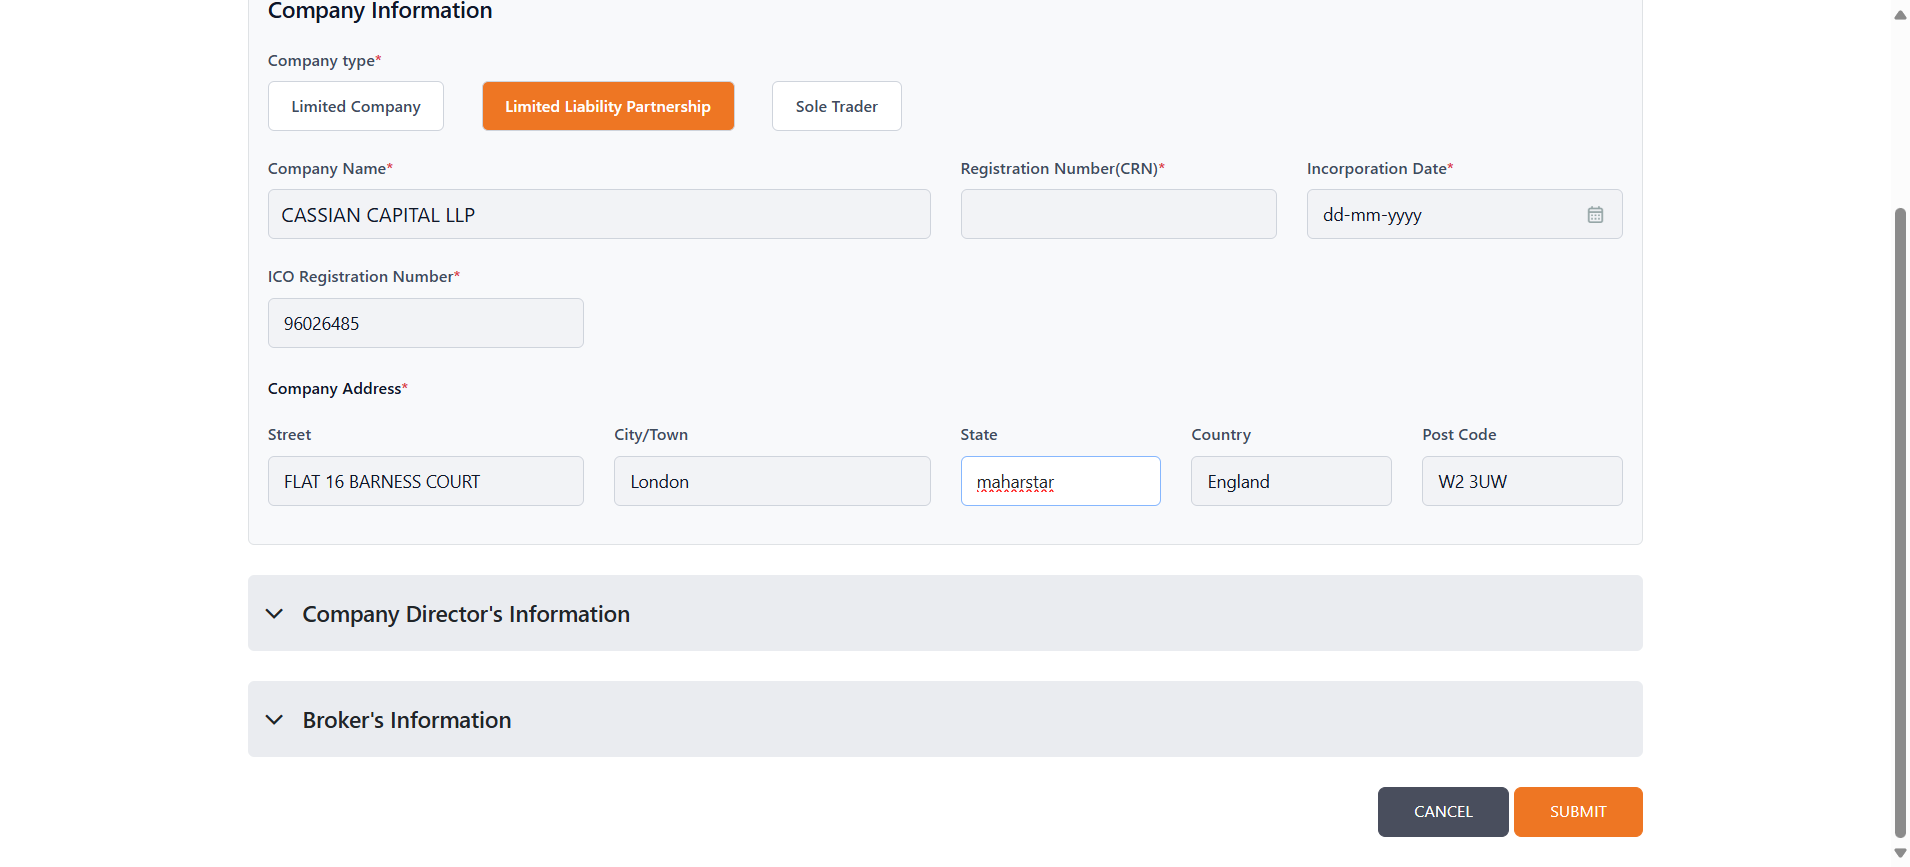 Company Information
Company type*
Limited Company Limited Liability Partnership Sole Trader
Company Name* Registration Number(CRN)* Incorporation Date*
CASSIAN CAPITAL LLP dd-mm-yyyy
ICO Registration Number*
96026485
Company Address*
Street City/Town State Country Post Code
FLAT 16 BARNESS COURT London maharstar England W2 3UW
Company Director's Information
Broker's Information
CANCEL SUBMIT